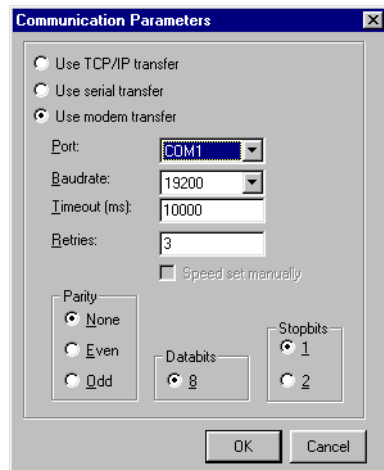 Communication Parameters
Use TCP/IP transfer
Use serial transfer
Use modem transfer
Port: COM1
Baudrate: 19200
Timeout (ms): 10000
Retries: 3
Speed set manually
Parity
None
Even
Odd
Databits
8
Stopbits
1
2
OK Cancel